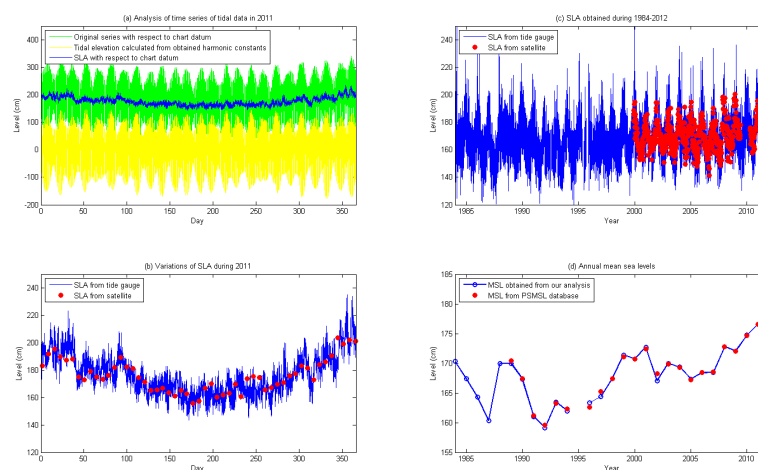 (a) Analysis of time series of tidal data in 2011
Original series with respect to chart datum
Tidal elevation calculated from obtained harmonic constants
SLA with respect to chart datum
Level (cm)
400
300
200
100
0
-100
-200
0 50 100 150 200 250 300 350
Day
(c) SLA obtained during 1984-2012
SLA from tide gauge
SLA from satellite
Level (cm)
240
220
200
180
160
140
120
1985 1990 1995 2000 2005 2010
Year
(b) Variations of SLA during 2011
SLA from tide gauge
SLA from satellite
Level (cm)
240
220
200
180
160
140
120
0 50 100 150 200 250 300 350
Day
(d) Annual mean sea levels
MSL obtained from our analysis
MSL from PSMSL database
Level (cm)
185
180
175
170
165
160
155
1985 1990 1995 2000 2005 2010
Year